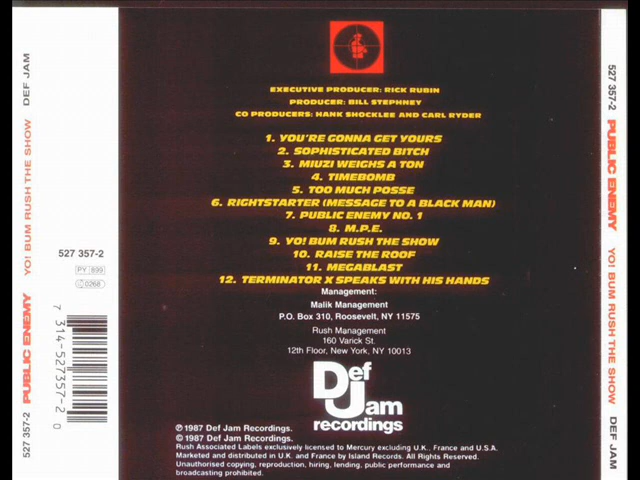 DEF JAM
YO! BUM RUSH THE SHOW
PUBLIC ENEMY
527 357-2
527 357-2
PY 899
0268
7 314-527357-2 0
EXECUTIVE PRODUCER: RICK RUBIN
PRODUCER: BILL STEPHNEY
CO PRODUCERS: HANK SHOCKLEE AND CARL RYDER
1. YOU'RE GONNA GET YOURS
2. SOPHISTICATED BITCH
3. MIUZI WEIGHS A TON
4. TIMEBOMB
5. TOO MUCH POSSE
6. RIGHTSTARTER (MESSAGE TO A BLACK MAN)
7. PUBLIC ENEMY NO. 1
8. M.P.E.
9. YO! BUM RUSH THE SHOW
10. RAISE THE ROOF
11. MEGABLAST
12. TERMINATOR X SPEAKS WITH HIS HANDS
Management:
Malik Management
P.O. Box 310, Roosevelt, NY 11575
Rush Management
160 Varick St.
12th Floor, New York, NY 10013
Def
Jam
recordings
℗ 1987 Def Jam Recordings.
© 1987 Def Jam Recordings.
Rush Associated Labels exclusively licensed to Mercury excluding U.K., France and U.S.A.
Marketed and distributed in U.K. and France by Island Records. All Rights Reserved.
Unauthorised copying, reproduction, hiring, lending, public performance and
broadcasting prohibited.
527 357-2
PUBLIC ENEMY
YO! BUM RUSH THE SHOW
DEF JAM